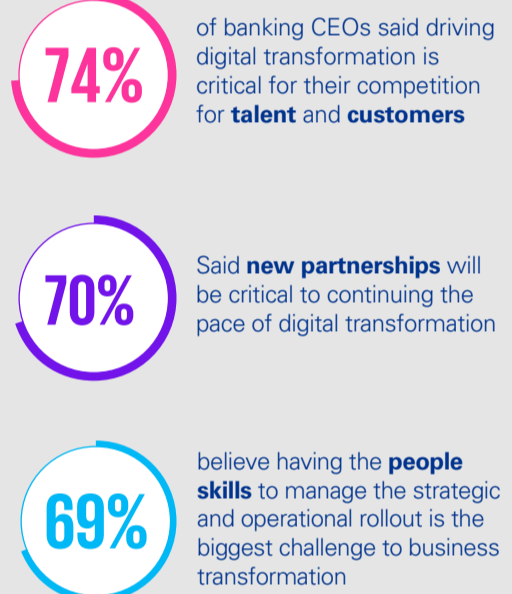 74%
of banking CEOs said driving
digital transformation is
critical for their competition
for talent and customers
70%
Said new partnerships will
be critical to continuing the
pace of digital transformation
69%
believe having the people
skills to manage the strategic
and operational rollout is the
biggest challenge to business
transformation